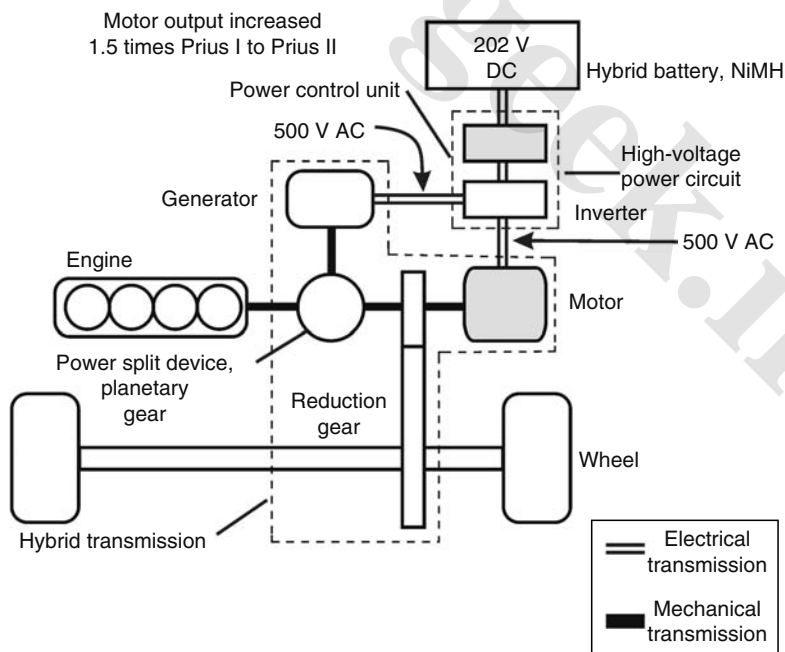 Motor output increased
1.5 times Prius I to Prius II
202 V
DC
Hybrid battery, NiMH
Power control unit
500 V AC
High-voltage
power circuit
Generator
Inverter
500 V AC
Engine
Motor
Power split device,
planetary
gear
Reduction
gear
Wheel
Hybrid transmission
Electrical
transmission
Mechanical
transmission